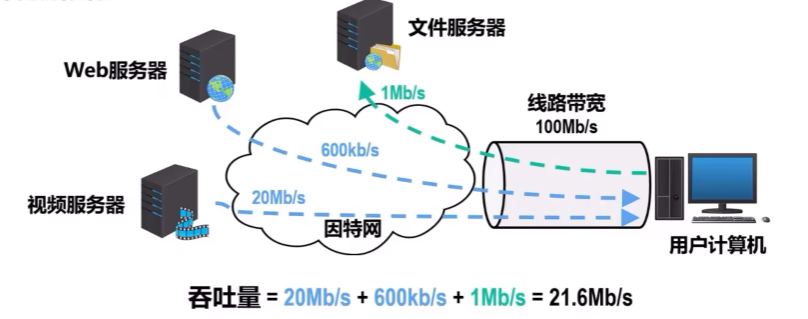 文件服务器
Web服务器
1Mb/s
线路带宽
100Mb/s
600kb/s
视频服务器
20Mb/s
因特网
用户计算机
吞吐量 = 20Mb/s + 600kb/s + 1Mb/s = 21.6Mb/s